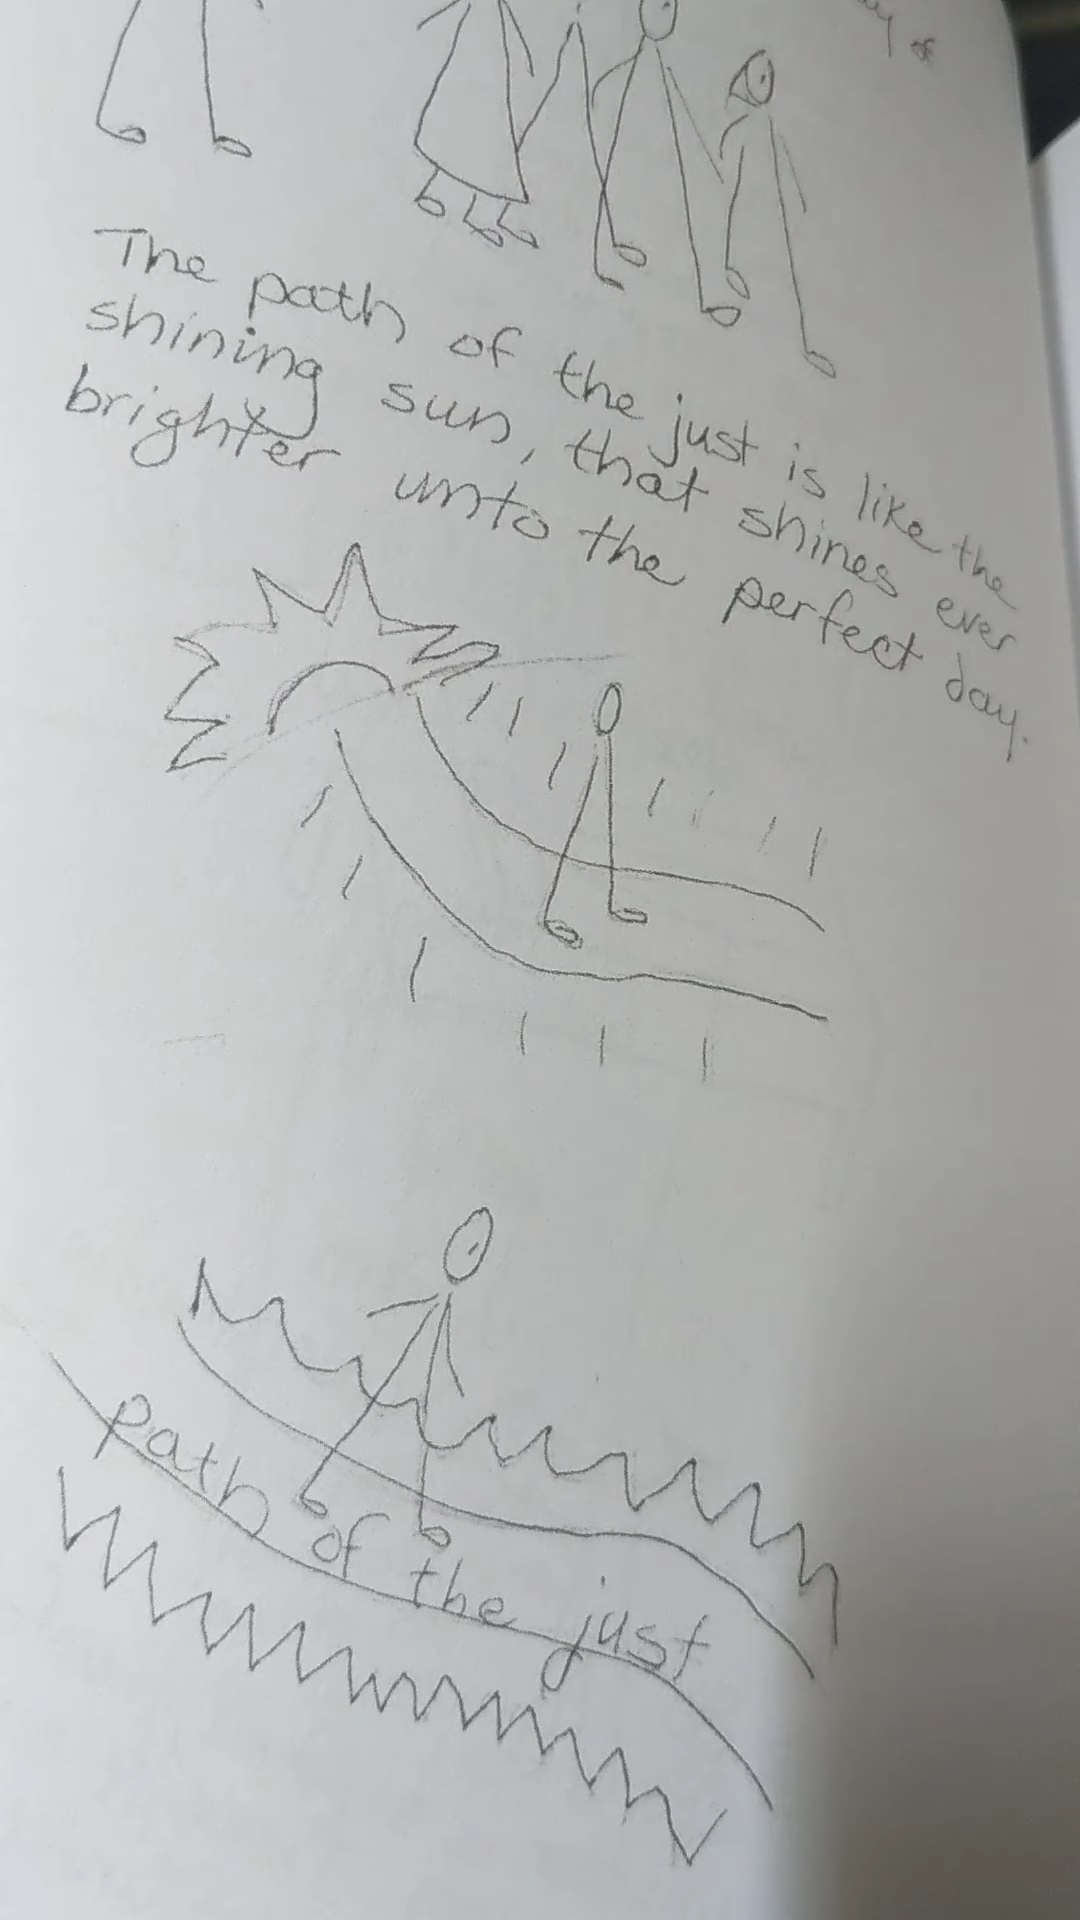 The path of the just is like the
shining sun, that shines ever
brighter unto the perfect day.
path of the just